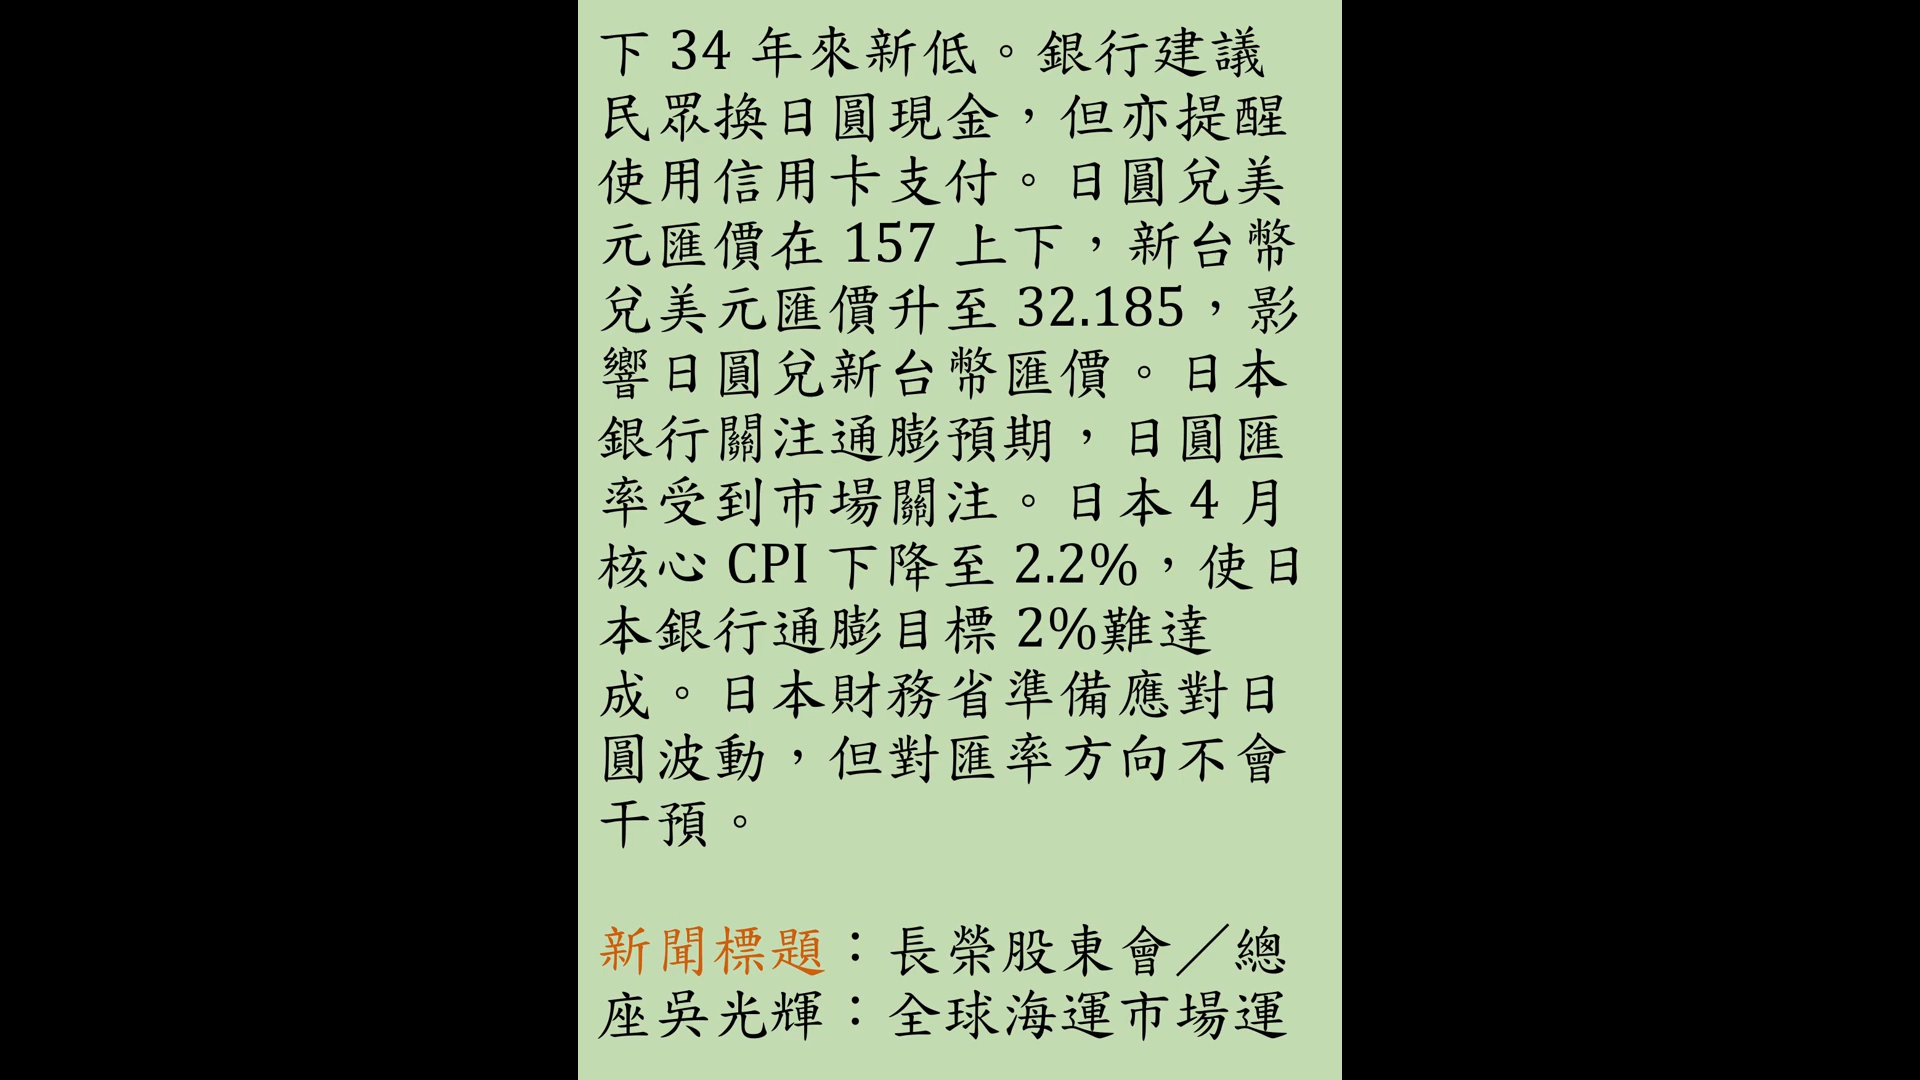 下 34 年來新低。銀行建議
民眾換日圓現金，但亦提醒
使用信用卡支付。日圓兌美
元匯價在 157 上下，新台幣
兌美元匯價升至 32.185，影
響日圓兌新台幣匯價。日本
銀行關注通膨預期，日圓匯
率受到市場關注。日本 4 月
核心 CPI 下降至 2.2%，使日
本銀行通膨目標 2%難達
成。日本財務省準備應對日
圓波動，但對匯率方向不會
干預。
新聞標題：長榮股東會／總
座吳光輝：全球海運市場運